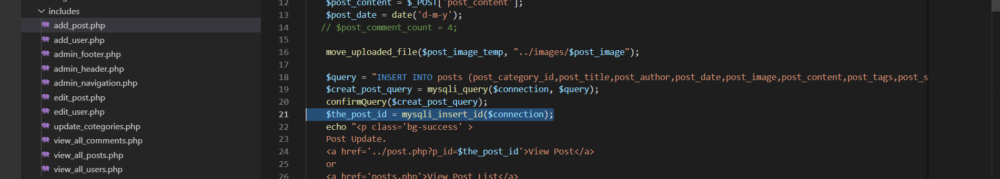 includes
add_post.php
add_user.php
admin_footer.php
admin_header.php
admin_navigation.php
edit_post.php
edit_user.php
update_cotegories.php
view_all_comments.php
view_all_posts.php
view_all_users.php
12 $post_content = $_POST['post_content'];
13 $post_date = date('d-m-y');
14 // $post_comment_count = 4;
15
16 move_uploaded_file($post_image_temp, "../images/$post_image");
17
18 $query = "INSERT INTO posts (post_category_id,post_title,post_author,post_date,post_image,post_content,post_tags,post_s
19 $creat_post_query = mysqli_query($connection, $query);
20 confirmQuery($creat_post_query);
21 $the_post_id = mysqli_insert_id($connection);
22 echo "<p class='bg-success' >
23 Post Update.
24 <a href='../post.php?p_id=$the_post_id'>View Post</a>
25 or
26 <a href='posts.php'>View Post List</a>